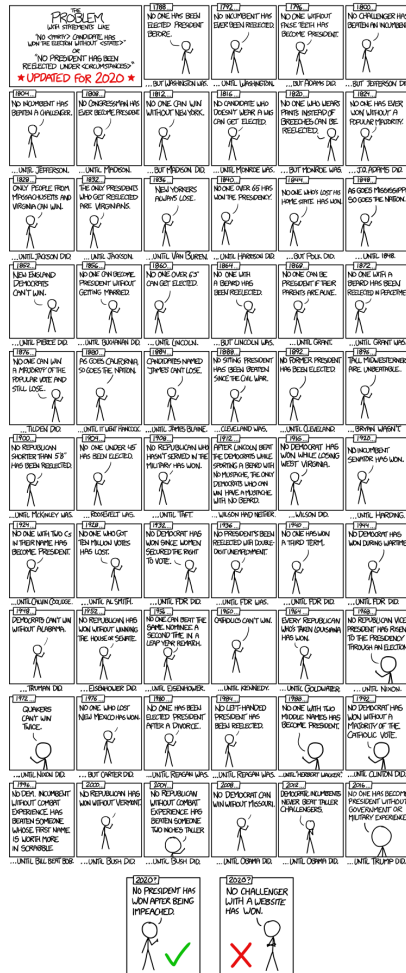 THE
PROBLEM
WITH STATEMENTS LIKE
"NO <PARTY> CANDIDATE HAS
WON THE ELECTION WITHOUT <STATE>"
OR
"NO PRESIDENT HAS BEEN
REELECTED UNDER <CIRCUMSTANCES>"
★ UPDATED FOR 2020 ★
1788...
NO ONE HAS BEEN
ELECTED PRESIDENT
BEFORE.
...BUT WASHINGTON WAS.
1792...
NO INCUMBENT HAS
EVER BEEN REELECTED.
...UNTIL WASHINGTON.
1796...
NO ONE WITHOUT
FALSE TEETH HAS
BECOME PRESIDENT.
...BUT ADAMS DID.
1800...
NO CHALLENGER HAS
BEATEN AN INCUMBENT.
...BUT JEFFERSON DID.
1804...
NO INCUMBENT HAS
BEATEN A CHALLENGER.
...UNTIL JEFFERSON.
1808...
NO CONGRESSMAN HAS
EVER BECOME PRESIDENT.
...UNTIL MADISON.
1812...
NO ONE CAN WIN
WITHOUT NEW YORK.
...BUT MADISON DID.
1816...
NO CANDIDATE WHO
DOESN'T WEAR A WIG
CAN GET ELECTED.
...UNTIL MONROE WAS.
1820...
NO ONE WHO WEARS
PANTS INSTEAD OF
BREECHES CAN BE
REELECTED.
...BUT MONROE WAS.
1824...
NO ONE HAS EVER
WON WITHOUT A
POPULAR MAJORITY.
...J.Q. ADAMS DID.
1828...
ONLY PEOPLE FROM
MASSACHUSETTS AND
VIRGINIA CAN WIN.
...UNTIL JACKSON DID.
1832...
THE ONLY PRESIDENTS
WHO GET REELECTED
ARE VIRGINIANS.
...UNTIL JACKSON.
1836...
NEW YORKERS
ALWAYS LOSE.
...UNTIL VAN BUREN.
1840...
NO ONE OVER 65 HAS
WON THE PRESIDENCY.
...UNTIL HARRISON DID.
1844...
NO ONE WHO'S LOST HIS
HOME STATE HAS WON.
...BUT POLK DID.
1848...
AS GOES MISSISSIPPI,
SO GOES THE NATION.
...UNTIL 1848.
1852...
NEW ENGLAND
DEMOCRATS
CAN'T WIN.
...UNTIL PIERCE DID.
1856...
NO ONE CAN BECOME
PRESIDENT WITHOUT
GETTING MARRIED.
...UNTIL BUCHANAN DID.
1860...
NO ONE OVER 6'3"
CAN GET ELECTED.
...UNTIL LINCOLN.
1864...
NO ONE WITH
A BEARD HAS
BEEN REELECTED.
...BUT LINCOLN WAS.
1868...
NO ONE CAN BE
PRESIDENT IF THEIR
PARENTS ARE ALIVE.
...UNTIL GRANT.
1872...
NO ONE WITH A
BEARD HAS BEEN
REELECTED IN PEACETIME.
...UNTIL GRANT WAS.
1876...
NO ONE CAN WIN
A MAJORITY OF THE
POPULAR VOTE AND
STILL LOSE.
...TILDEN DID.
1880...
AS GOES CALIFORNIA,
SO GOES THE NATION.
...UNTIL IT WENT HANCOCK.
1884...
CANDIDATES NAMED
"JAMES" CAN'T LOSE.
...UNTIL JAMES BLAINE.
1888...
NO SITTING PRESIDENT
HAS BEEN BEATEN
SINCE THE CIVIL WAR.
...CLEVELAND WAS.
1892...
NO FORMER PRESIDENT
HAS BEEN ELECTED.
...UNTIL CLEVELAND.
1896...
TALL MIDWESTERNERS
ARE UNBEATABLE.
...BRYAN WASN'T.
1900...
NO REPUBLICAN
SHORTER THAN 5'8"
HAS BEEN REELECTED.
...UNTIL MCKINLEY WAS.
1904...
NO ONE UNDER 45
HAS BEEN ELECTED.
...ROOSEVELT WAS.
1908...
NO REPUBLICAN WHO
HASN'T SERVED IN THE
MILITARY HAS WON.
...UNTIL TAFT.
1912...
AFTER LINCOLN BEAT
THE DEMOCRATS WHILE
SPORTING A BEARD WITH
NO MUSTACHE, THE ONLY
DEMOCRATS WHO CAN
WIN HAVE A MUSTACHE
WITH NO BEARD.
...WILSON HAD NEITHER.
1916...
NO DEMOCRAT HAS
WON WHILE LOSING
WEST VIRGINIA.
...WILSON DID.
1920...
NO INCUMBENT
SENATOR HAS WON.
...UNTIL HARDING.
1924...
NO ONE WITH TWO Cs
IN THEIR NAME HAS
BECOME PRESIDENT.
...UNTIL CALVIN COOLIDGE.
1928...
NO ONE WHO GOT
TEN MILLION VOTES
HAS LOST.
...UNTIL AL SMITH.
1932...
NO DEMOCRAT HAS
WON SINCE WOMEN
SECURED THE RIGHT
TO VOTE.
...UNTIL FDR DID.
1936...
NO PRESIDENT'S BEEN
REELECTED WITH DOUBLE-
DIGIT UNEMPLOYMENT.
...UNTIL FDR WAS.
1940...
NO ONE HAS WON
A THIRD TERM.
...UNTIL FDR DID.
1944...
NO DEMOCRAT HAS
WON DURING WARTIME.
...UNTIL FDR DID.
1948...
DEMOCRATS CAN'T WIN
WITHOUT ALABAMA.
...TRUMAN DID.
1952...
NO REPUBLICAN HAS
WON WITHOUT WINNING
THE HOUSE OR SENATE.
...EISENHOWER DID.
1956...
NO ONE CAN BEAT THE
SAME NOMINEE A
SECOND TIME IN A
LEAP YEAR REMATCH.
...UNTIL EISENHOWER.
1960...
CATHOLICS CAN'T WIN.
...UNTIL KENNEDY.
1964...
EVERY REPUBLICAN
WHO'S TAKEN LOUISIANA
HAS WON.
...UNTIL GOLDWATER
1968...
NO REPUBLICAN VICE
PRESIDENT HAS RISEN
TO THE PRESIDENCY
THROUGH AN ELECTION.
...UNTIL NIXON.
1972...
QUAKERS
CAN'T WIN
TWICE.
...UNTIL NIXON DID.
1976...
NO ONE WHO LOST
NEW MEXICO HAS WON.
...BUT CARTER DID.
1980...
NO ONE HAS BEEN
ELECTED PRESIDENT
AFTER A DIVORCE.
...UNTIL REAGAN WAS.
1984...
NO LEFT-HANDED
PRESIDENT HAS
BEEN REELECTED.
...UNTIL REAGAN WAS.
1988...
NO ONE WITH TWO
MIDDLE NAMES HAS
BECOME PRESIDENT.
...UNTIL "HERBERT WALKER".
1992...
NO DEMOCRAT HAS
WON WITHOUT A
MAJORITY OF THE
CATHOLIC VOTE.
...UNTIL CLINTON DID.
1996...
NO DEM. INCUMBENT
WITHOUT COMBAT
EXPERIENCE HAS
BEATEN SOMEONE
WHOSE FIRST NAME
IS WORTH MORE
IN SCRABBLE.
...UNTIL BILL BEAT BOB.
2000...
NO REPUBLICAN HAS
WON WITHOUT VERMONT.
...UNTIL BUSH DID.
2004...
NO REPUBLICAN
WITHOUT COMBAT
EXPERIENCE HAS
BEATEN SOMEONE
TWO INCHES TALLER
...UNTIL BUSH DID.
2008...
NO DEMOCRAT CAN
WIN WITHOUT MISSOURI.
...UNTIL OBAMA DID.
2012...
DEMOCRATIC INCUMBENTS
NEVER BEAT TALLER
CHALLENGERS.
...UNTIL OBAMA DID.
2016...
NO ONE HAS BECOME
PRESIDENT WITHOUT
GOVERNMENT OR
MILITARY EXPERIENCE.
...UNTIL TRUMP DID.
2020?
NO PRESIDENT HAS
WON AFTER BEING
IMPEACHED.
2020?
NO CHALLENGER
WITH A WEBSITE
HAS WON.